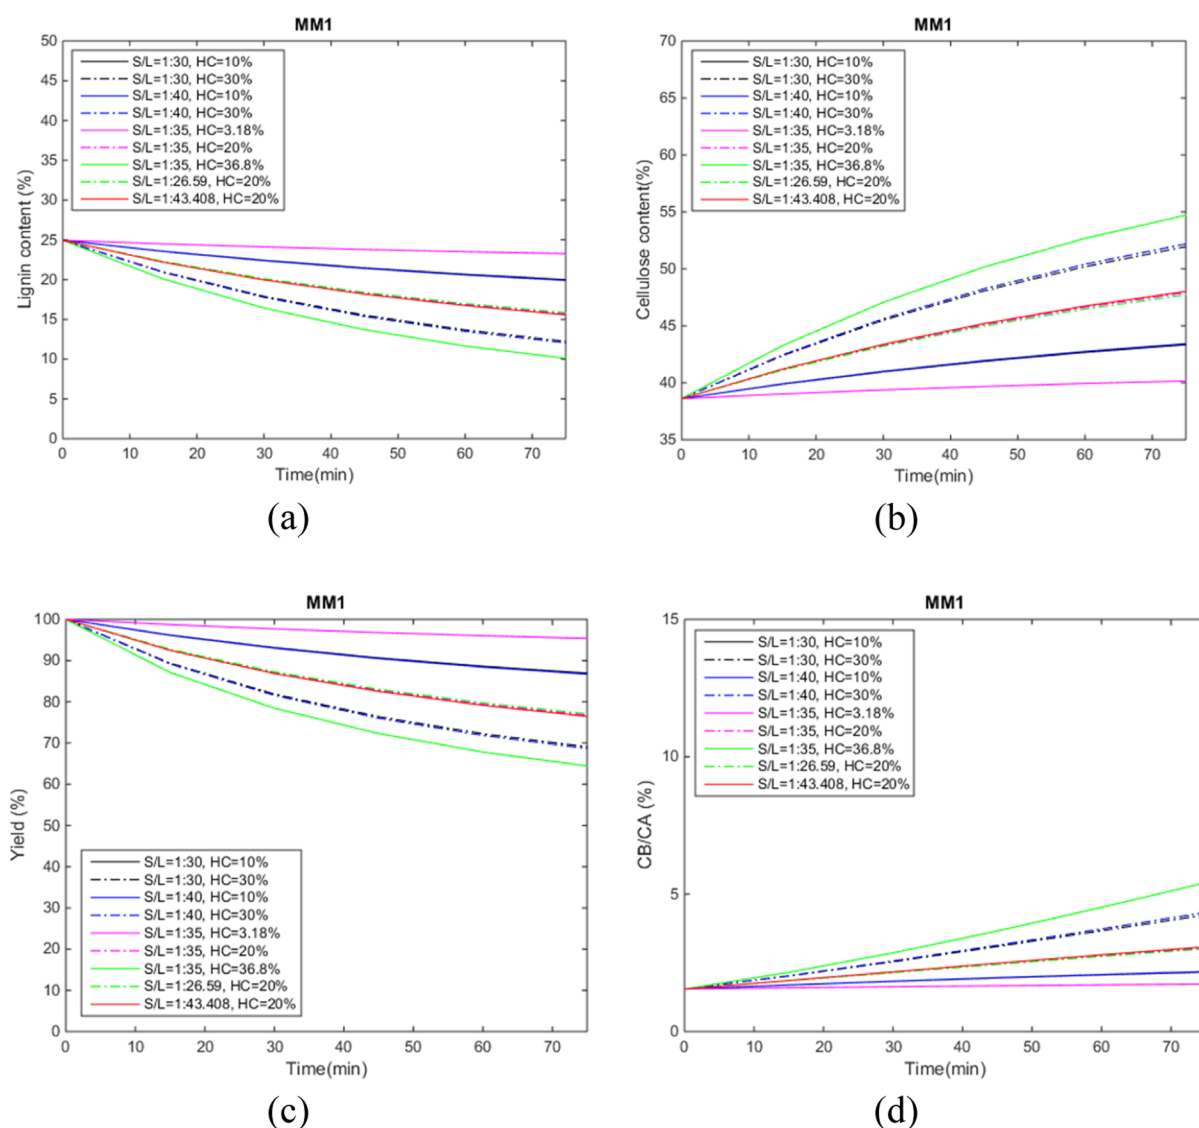 MM1
50
45
40
35
30
25
20
15
10
5
0
Lignin content (%)
S/L=1:30, HC=10%
S/L=1:30, HC=30%
S/L=1:40, HC=10%
S/L=1:40, HC=30%
S/L=1:35, HC=3.18%
S/L=1:35, HC=20%
S/L=1:35, HC=36.8%
S/L=1:26.59, HC=20%
S/L=1:43.408, HC=20%
0 10 20 30 40 50 60 70
Time(min)
(a)
MM1
70
65
60
55
50
45
40
35
Cellulose content(%)
S/L=1:30, HC=10%
S/L=1:30, HC=30%
S/L=1:40, HC=10%
S/L=1:40, HC=30%
S/L=1:35, HC=3.18%
S/L=1:35, HC=20%
S/L=1:35, HC=36.8%
S/L=1:26.59, HC=20%
S/L=1:43.408, HC=20%
0 10 20 30 40 50 60 70
Time(min)
(b)
MM1
100
90
80
70
60
50
40
30
20
10
0
Yield (%)
S/L=1:30, HC=10%
S/L=1:30, HC=30%
S/L=1:40, HC=10%
S/L=1:40, HC=30%
S/L=1:35, HC=3.18%
S/L=1:35, HC=20%
S/L=1:35, HC=36.8%
S/L=1:26.59, HC=20%
S/L=1:43.408, HC=20%
0 10 20 30 40 50 60 70
Time(min)
(c)
MM1
15
10
5
0
CB/CA (%)
S/L=1:30, HC=10%
S/L=1:30, HC=30%
S/L=1:40, HC=10%
S/L=1:40, HC=30%
S/L=1:35, HC=3.18%
S/L=1:35, HC=20%
S/L=1:35, HC=36.8%
S/L=1:26.59, HC=20%
S/L=1:43.408, HC=20%
0 10 20 30 40 50 60 70
Time(min)
(d)